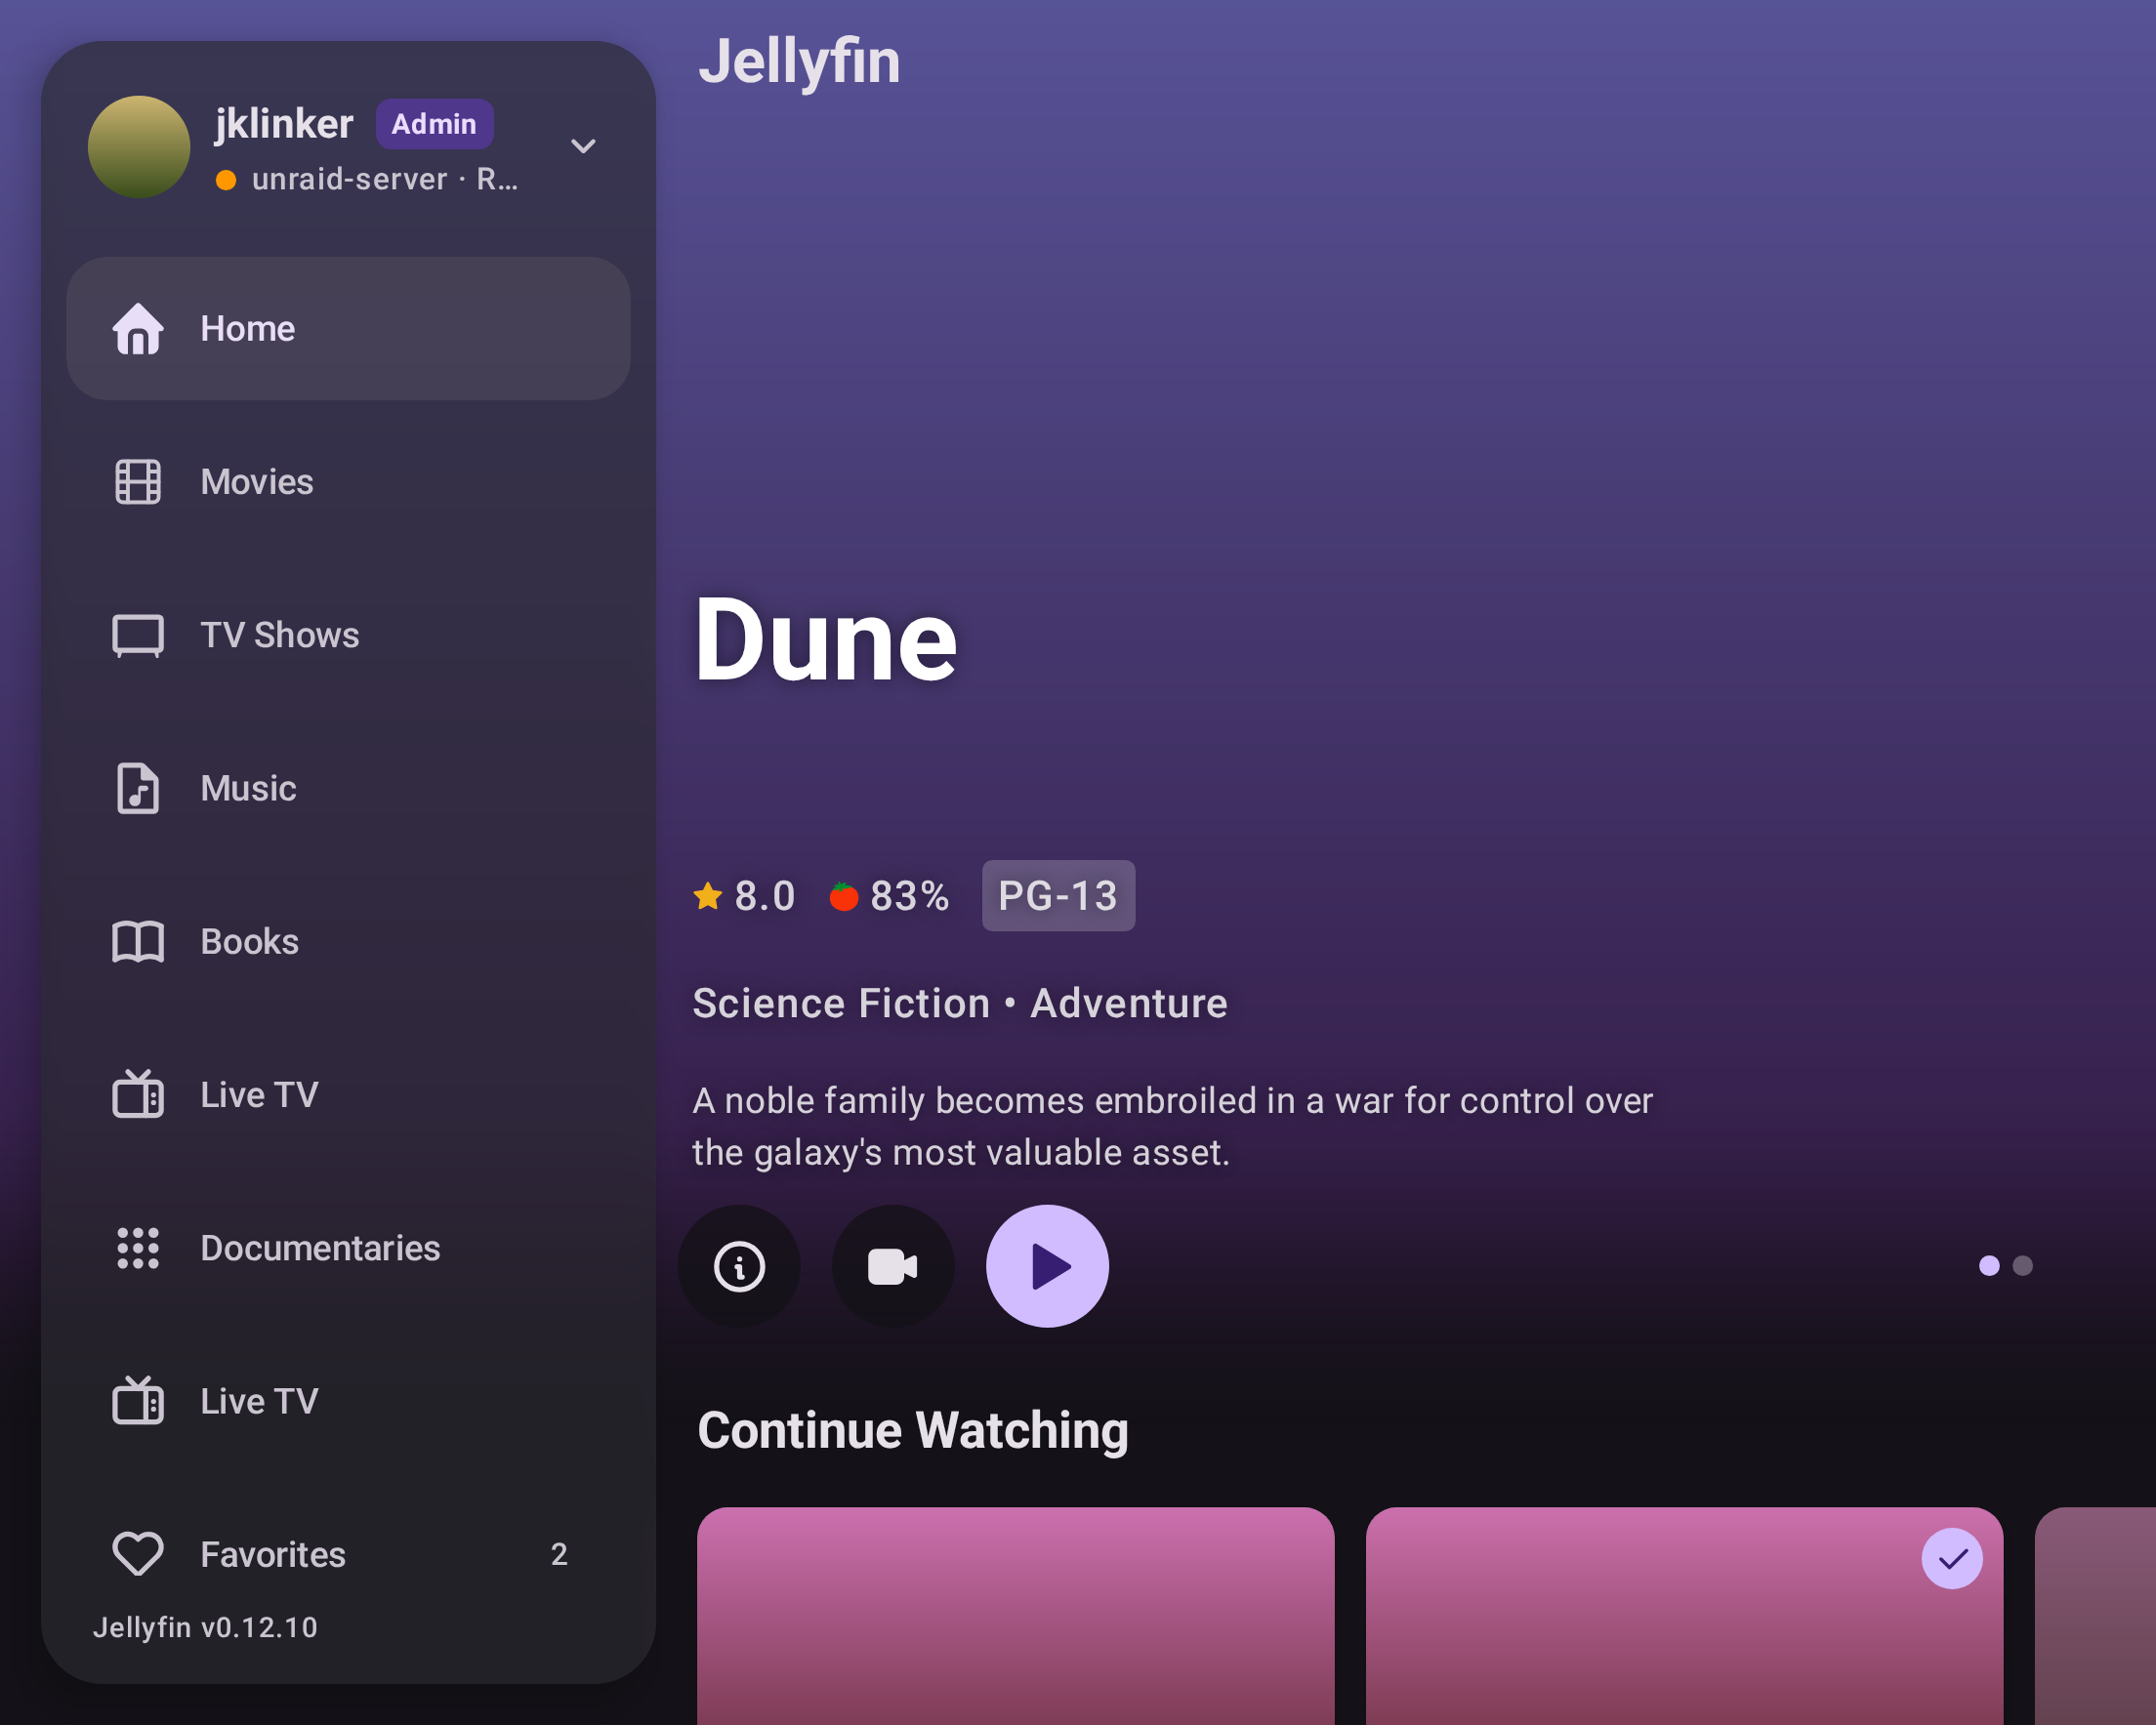 jklinker Admin
unraid-server · R...
Home
Movies
TV Shows
Music
Books
Live TV
Documentaries
Live TV
Favorites 2
Jellyfin v0.12.10
Jellyfin
Dune
8.0 83% PG-13
Science Fiction • Adventure
A noble family becomes embroiled in a war for control over
the galaxy's most valuable asset.
Continue Watching